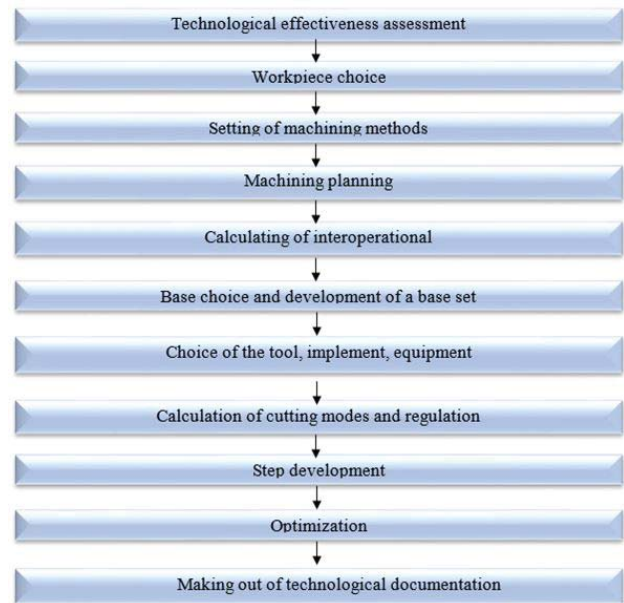 Technological effectiveness assessment
Workpiece choice
Setting of machining methods
Machining planning
Calculating of interoperational
Base choice and development of a base set
Choice of the tool, implement, equipment
Calculation of cutting modes and regulation
Step development
Optimization
Making out of technological documentation